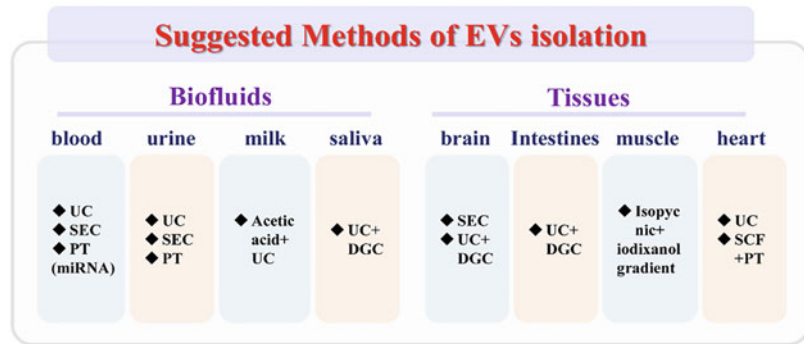 Suggested Methods of EVs isolation
Biofluids
Tissues
blood
urine
milk
saliva
brain
Intestines
muscle
heart
◆ UC
◆ SEC
◆ PT
(miRNA)
◆ UC
◆ SEC
◆ PT
◆ Acetic
acid+
UC
◆ UC+
DGC
◆ SEC
◆ UC+
DGC
◆ UC+
DGC
◆ Isopyc
nic+
iodixanol
gradient
◆ UC
◆ SCF
+PT